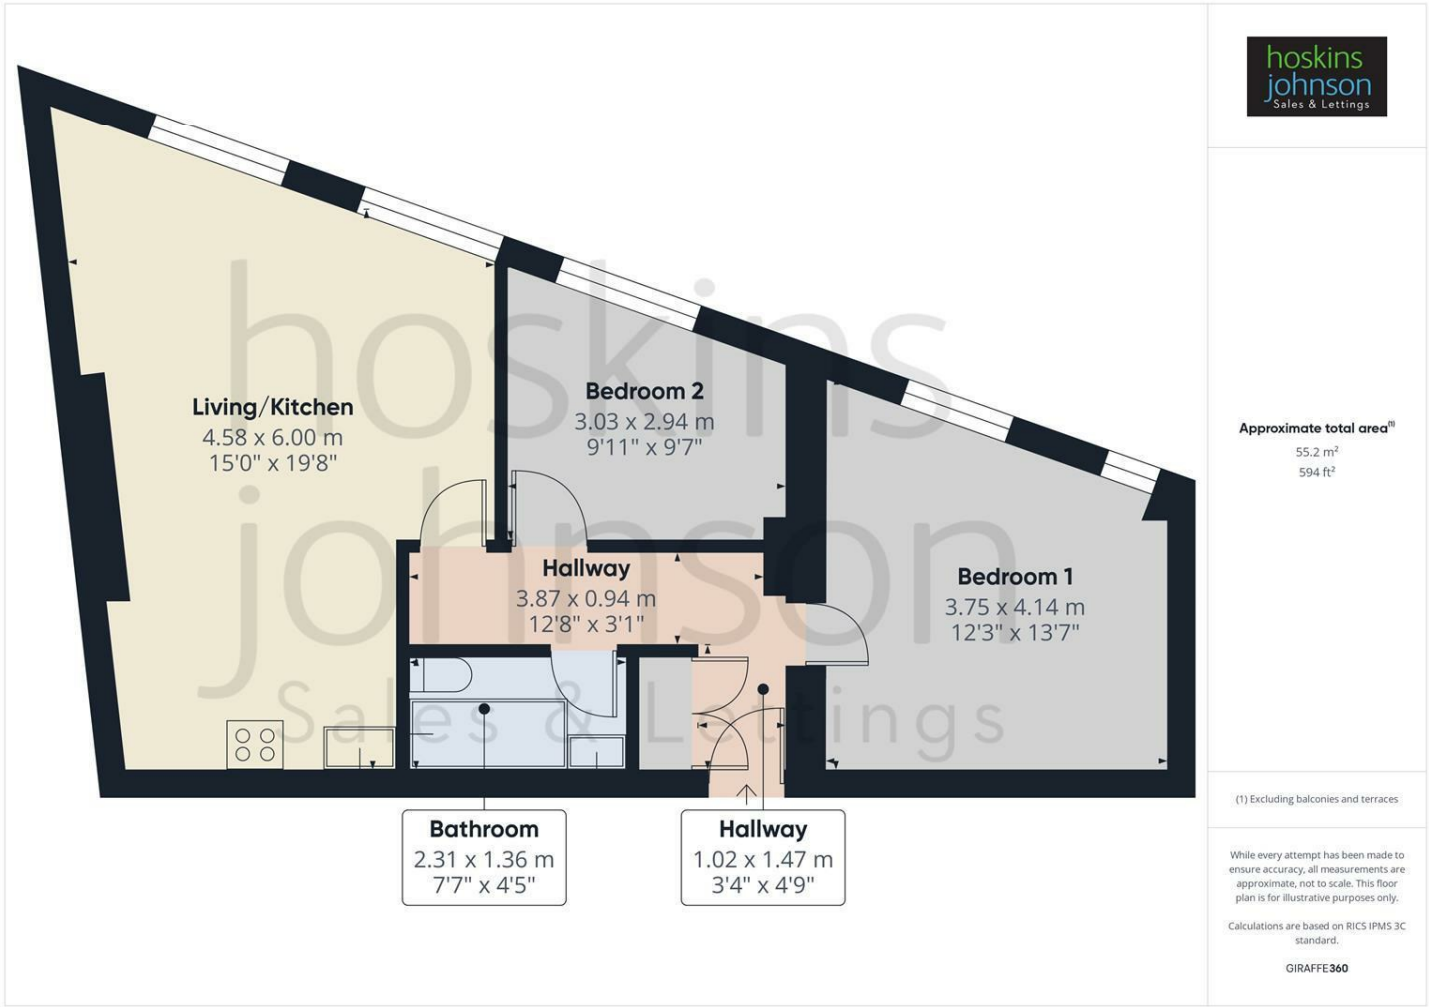 hoskins
johnson
Sales & Lettings
hoskins
johnson
Sales & Lettings
Living/Kitchen
4.58 x 6.00 m
15'0" x 19'8"
Bedroom 2
3.03 x 2.94 m
9'11" x 9'7"
Hallway
3.87 x 0.94 m
12'8" x 3'1"
Bedroom 1
3.75 x 4.14 m
12'3" x 13'7"
Bathroom
2.31 x 1.36 m
7'7" x 4'5"
Hallway
1.02 x 1.47 m
3'4" x 4'9"
Approximate total area(1)
55.2 m²
594 ft²
(1) Excluding balconies and terraces
While every attempt has been made to
ensure accuracy, all measurements are
approximate, not to scale. This floor
plan is for illustrative purposes only.
Calculations are based on RICS IPMS 3C
standard.
GIRAFFE360